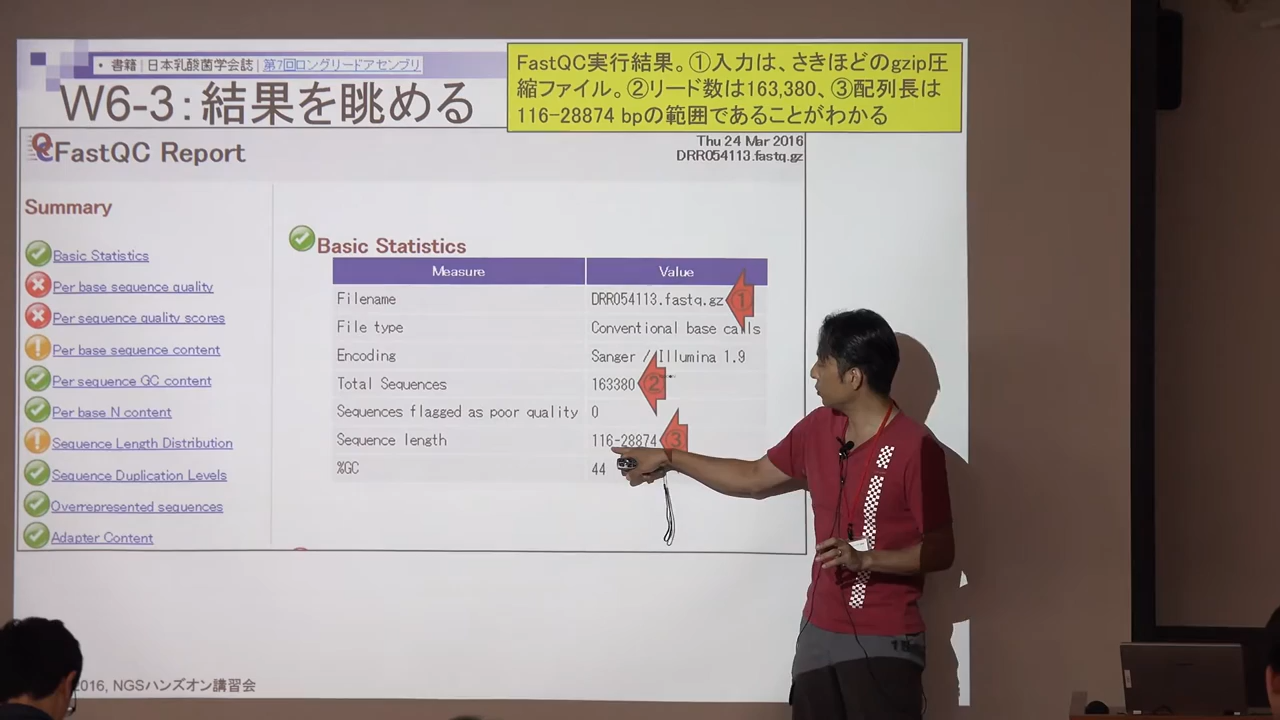 ・書籍 | 日本乳酸菌学会誌 | 第7回ロングリードアセンブリ
W6-3：結果を眺める
FastQC実行結果。①入力は、さきほどのgzip圧
縮ファイル。②リード数は163,380、③配列長は
116-28874 bpの範囲であることがわかる
FastQC Report
Thu 24 Mar 2016
DRR054113.fastq.gz
Summary
Basic Statistics
Per base sequence quality
Per sequence quality scores
Per base sequence content
Per sequence GC content
Per base N content
Sequence Length Distribution
Sequence Duplication Levels
Overrepresented sequences
Adapter Content
Basic Statistics
Measure Value
Filename DRR054113.fastq.gz ①
File type Conventional base calls
Encoding Sanger / Illumina 1.9
Total Sequences 163380 ②
Sequences flagged as poor quality 0
Sequence length 116-28874 ③
%GC 44
2016, NGSハンズオン講習会